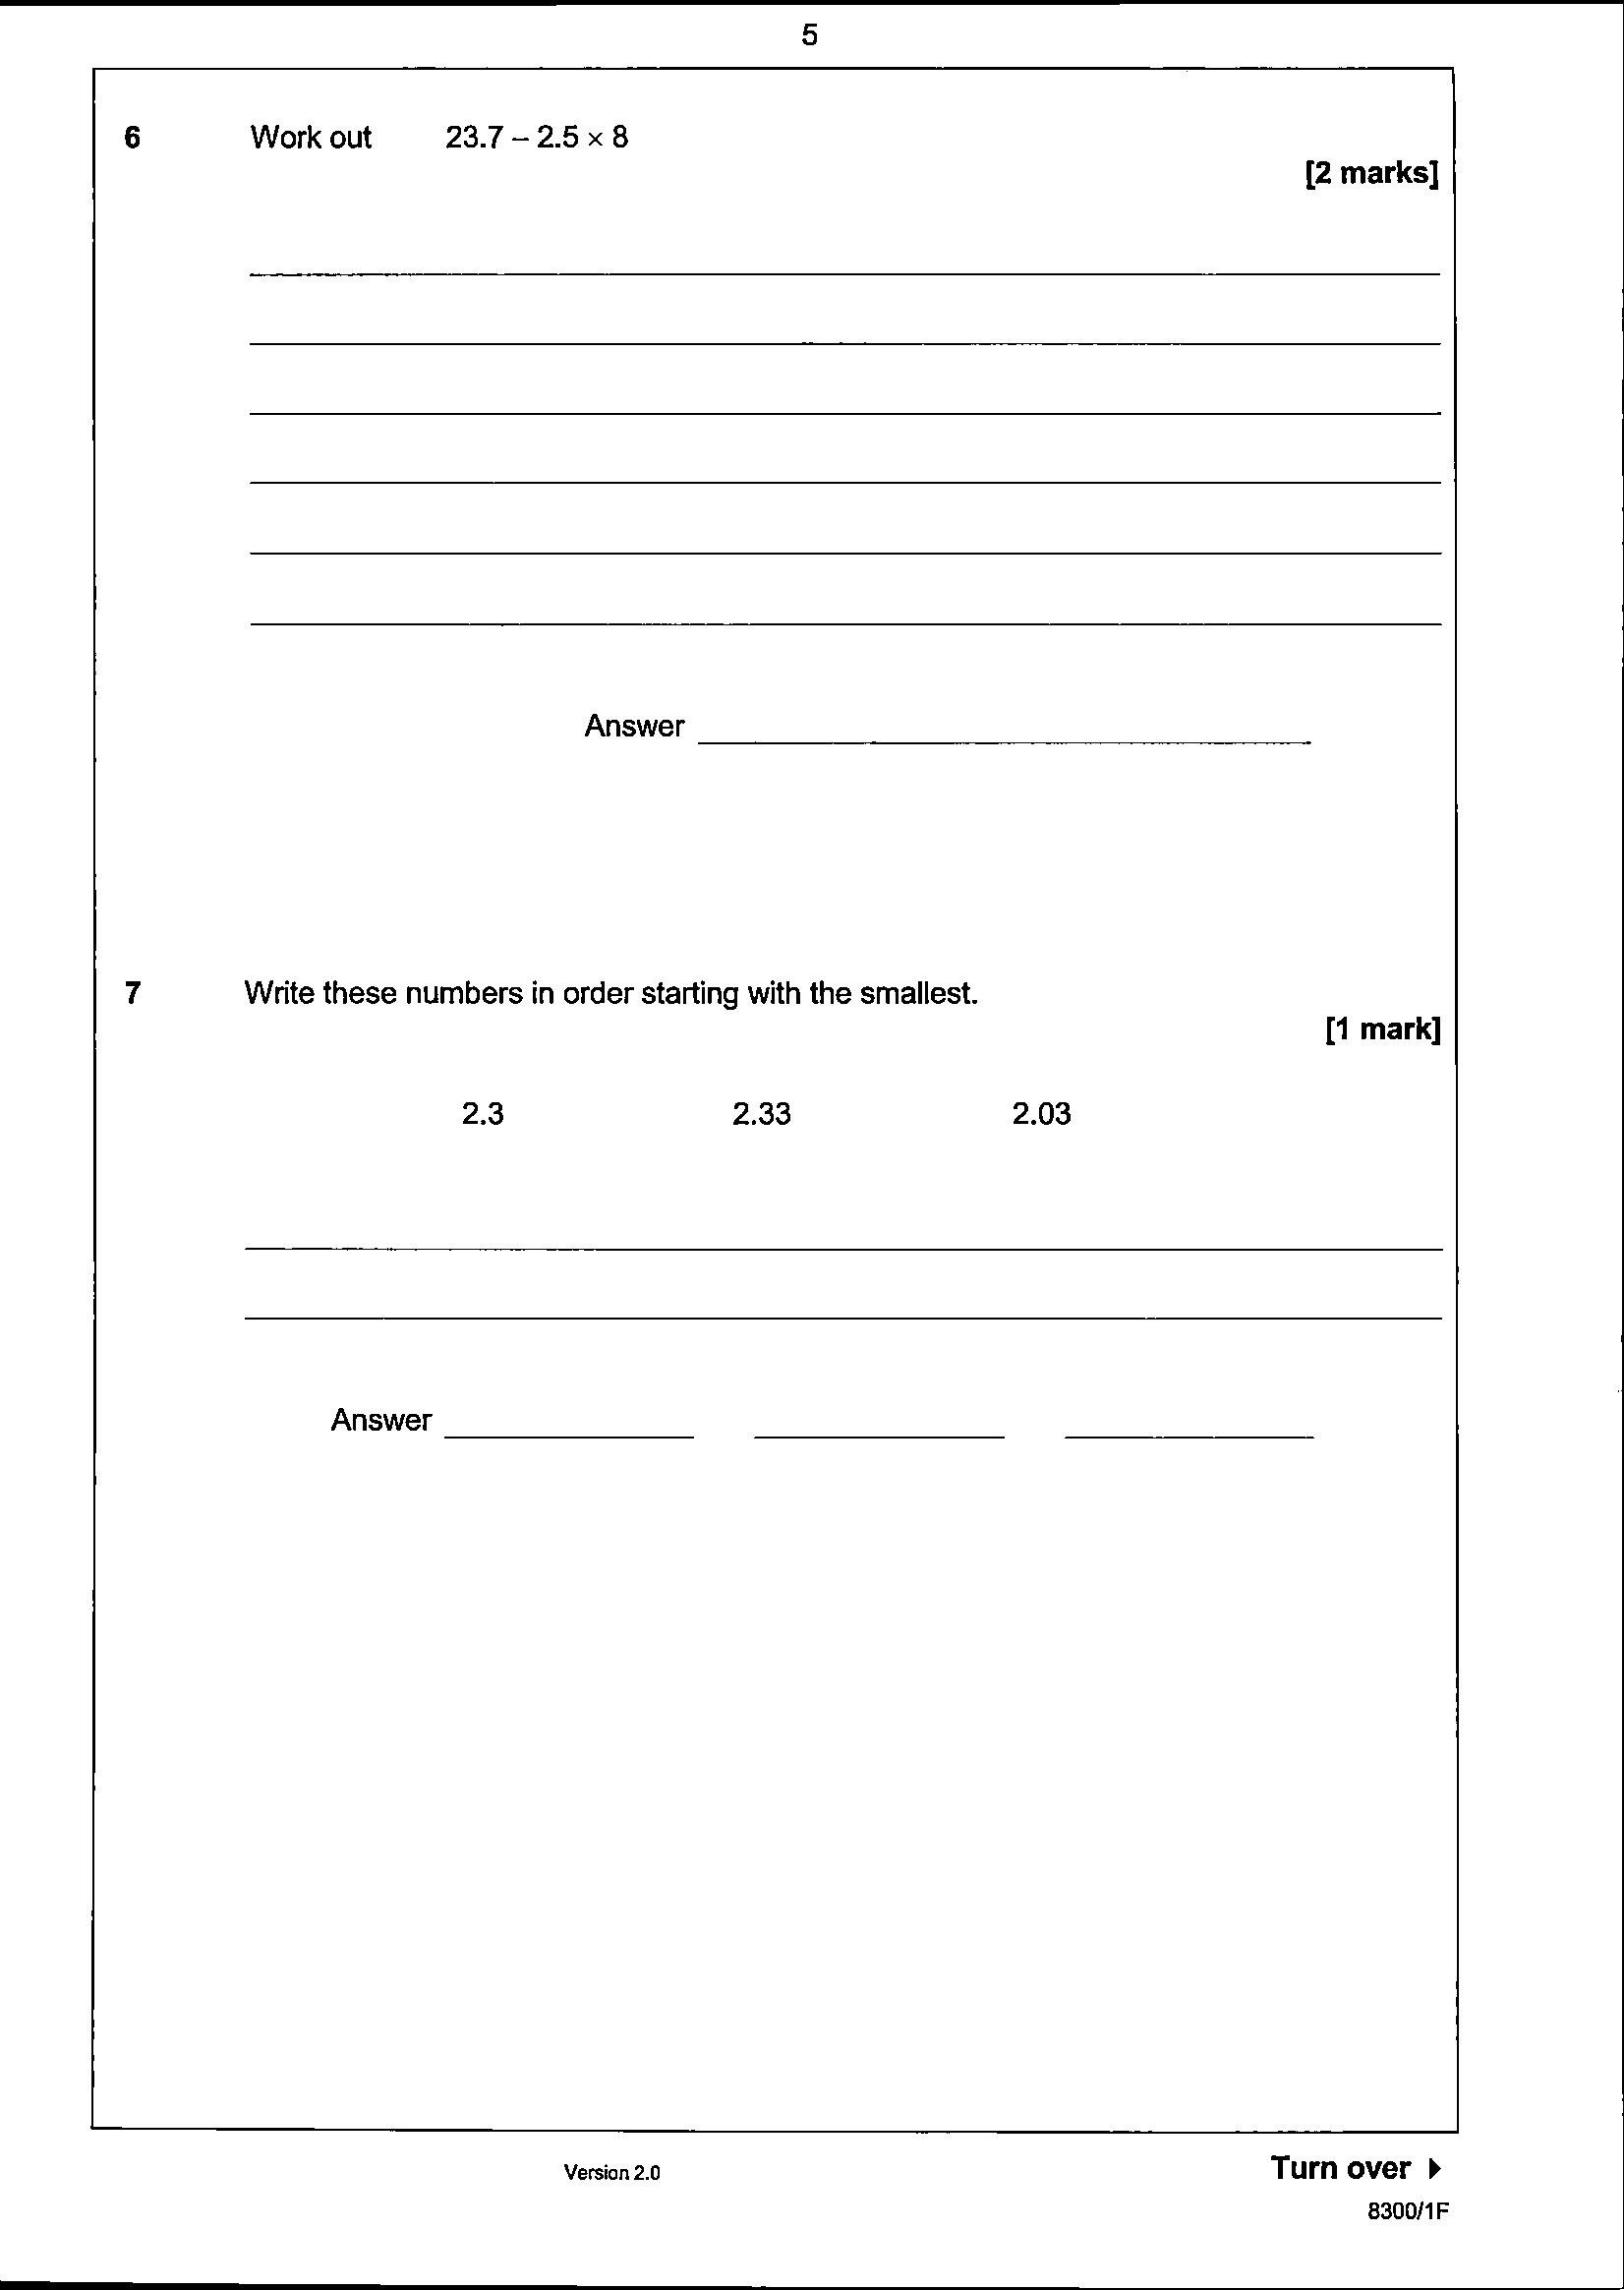 5
6 Work out 23.7 – 2.5 × 8
[2 marks]
Answer
7 Write these numbers in order starting with the smallest.
[1 mark]
2.3 2.33 2.03
Answer
Version 2.0
Turn over ▶
8300/1F